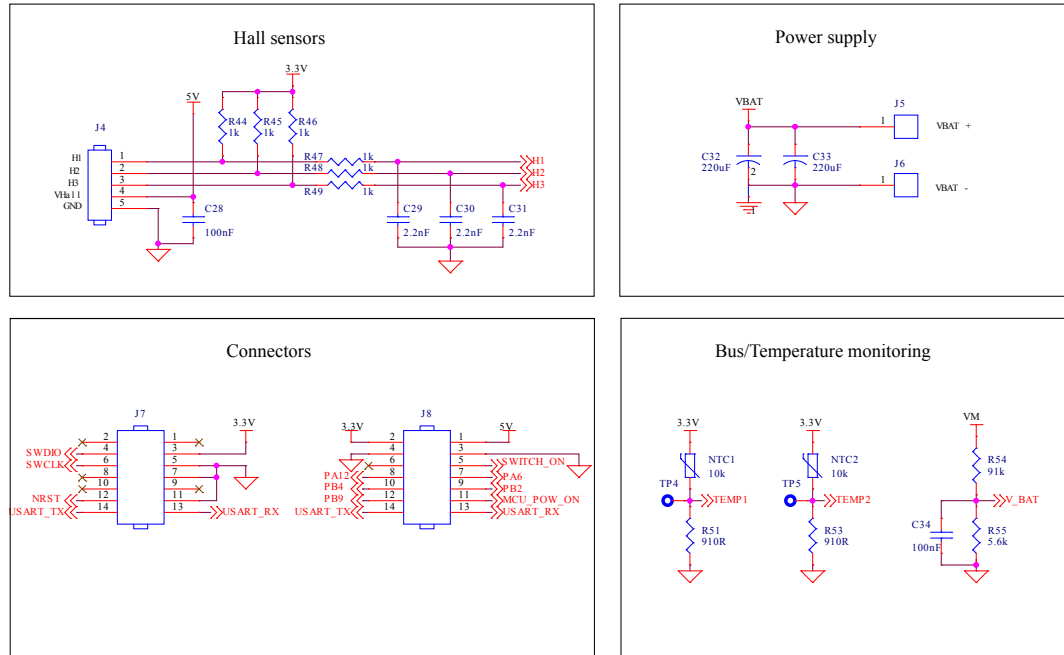 Hall sensors
3.3V
5V
J4
R44
1k
R45
1k
R46
1k
H1
1
R47
1k
H1
H2
2
R48
1k
H2
H3
3
R49
1k
H3
VHall
4
GND
5
C28
100nF
C29
2.2nF
C30
2.2nF
C31
2.2nF
Power supply
VBAT
J5
1
VBAT +
C32
220uF
2
C33
220uF
J6
1
VBAT -
Connectors
J7
3.3V
2
1
SWDIO
4
3
SWCLK
6
5
8
7
10
9
NRST
12
11
USART_TX
14
13
USART_RX
J8
3.3V
5V
2
1
4
3
6
5
SWITCH_ON
PA12
8
7
PA6
PB4
10
9
PB2
PB9
12
11
MCU_POW_ON
USART_TX
14
13
USART_RX
Bus/Temperature monitoring
3.3V
NTC1
10k
TP4
TEMP1
R51
910R
3.3V
NTC2
10k
TP5
TEMP2
R53
910R
VM
R54
91k
V_BAT
C34
100nF
R55
5.6k